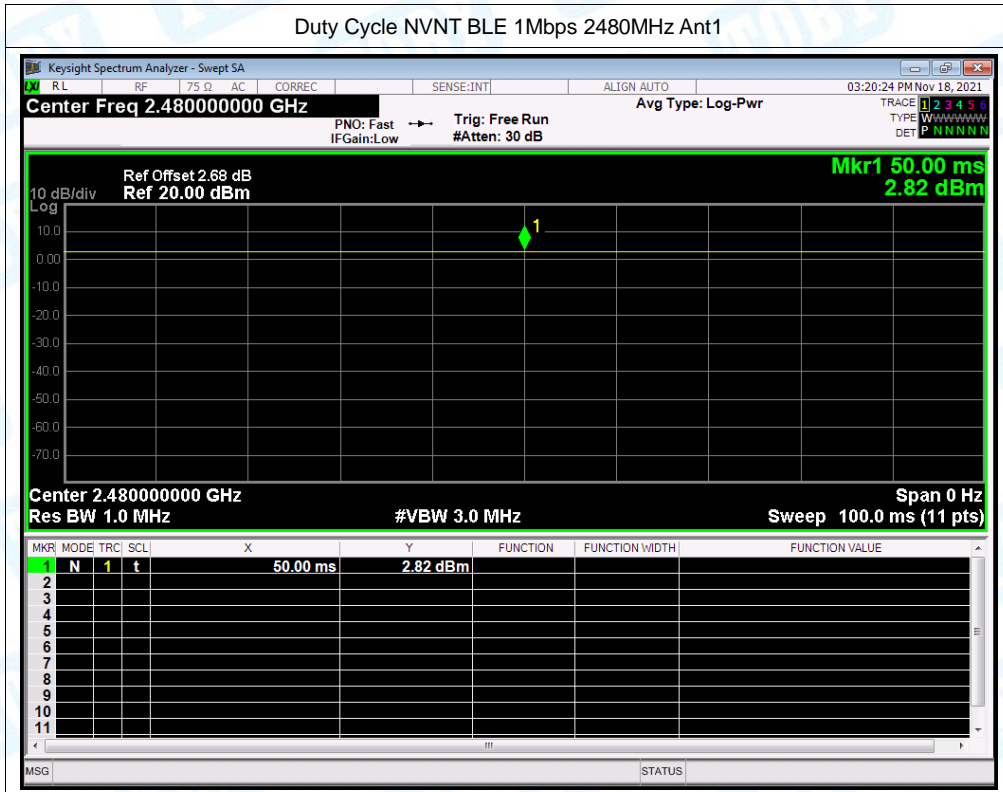 Duty Cycle NVNT BLE 1Mbps 2480MHz Ant1
Keysight Spectrum Analyzer - Swept SA
LXI RL RF 75 Ω AC CORREC SENSE:INT ALIGN AUTO 03:20:24 PM Nov 18, 2021
Center Freq 2.480000000 GHz Avg Type: Log-Pwr TRACE 1 2 3 4 5 6
PNO: Fast Trig: Free Run TYPE WWWWWW
IFGain:Low #Atten: 30 dB DET P N N N N N
Mkr1 50.00 ms
Ref Offset 2.68 dB
10 dB/div Ref 20.00 dBm 2.82 dBm
Log
1
10.0
0.00
-10.0
-20.0
-30.0
-40.0
-50.0
-60.0
-70.0
Center 2.480000000 GHz Span 0 Hz
Res BW 1.0 MHz #VBW 3.0 MHz Sweep 100.0 ms (11 pts)
MKR MODE TRC SCL X Y FUNCTION FUNCTION WIDTH FUNCTION VALUE
1 N 1 t 50.00 ms 2.82 dBm
2
3
4
5
6
7
8
9
10
11
MSG STATUS